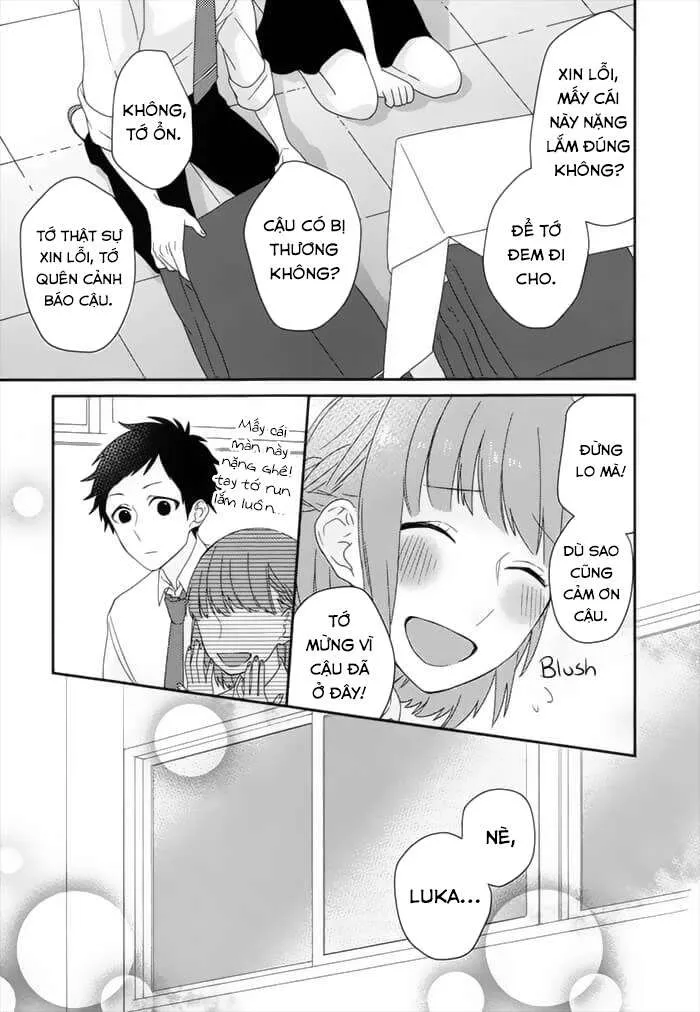 XIN LỖI,
MẤY CÁI
NÀY NẶNG
LẮM ĐÚNG
KHÔNG?
ĐỂ TỚ
ĐEM ĐI
CHO.
CẬU CÓ BỊ
THƯƠNG
KHÔNG?
KHÔNG,
TỚ ỔN.
TỚ THẬT SỰ
XIN LỖI, TỚ
QUÊN CẢNH
BÁO CẬU.
ĐỪNG
LO MÀ!
DÙ SAO
CŨNG
CẢM ƠN
CẬU.
Blush
TỚ
MỪNG VÌ
CẬU ĐÃ
Ở ĐÂY!
Mấy cái
màn này
nặng ghê!
tay tớ run
lắm luôn...
NÈ,
LUKA...